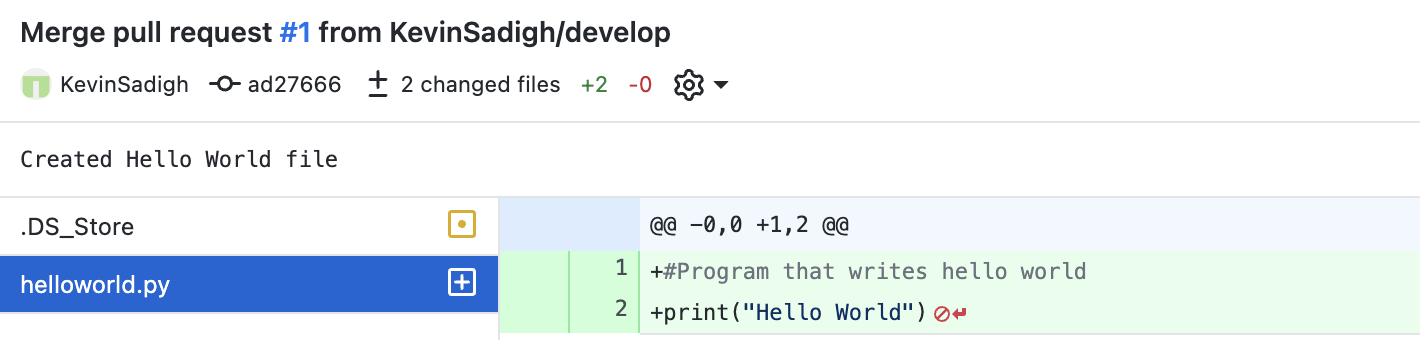 Merge pull request #1 from KevinSadigh/develop
KevinSadigh ad27666 2 changed files +2 -0
Created Hello World file
.DS_Store
helloworld.py
@@ -0,0 +1,2 @@
1 +#Program that writes hello world
2 +print("Hello World")